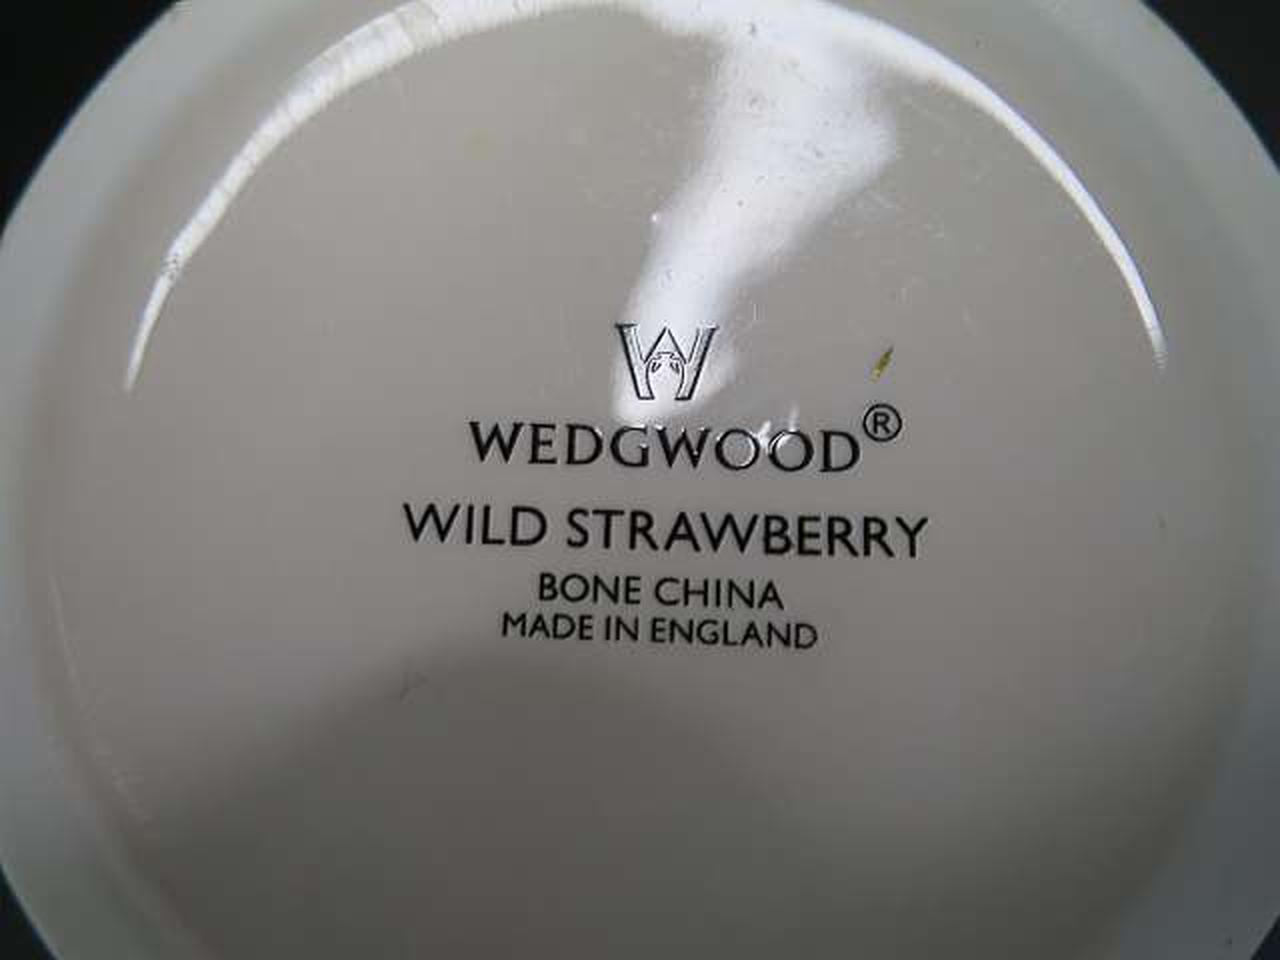 W
WEDGWOOD®
WILD STRAWBERRY
BONE CHINA
MADE IN ENGLAND